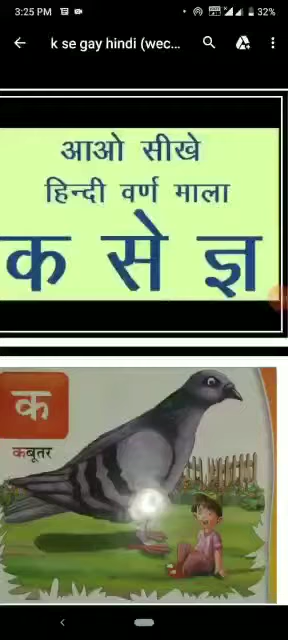 3:25 PM 32%
k se gay hindi (wec...
आओ सीखे
हिन्दी वर्ण माला
क से ज्ञ
क
कबूतर